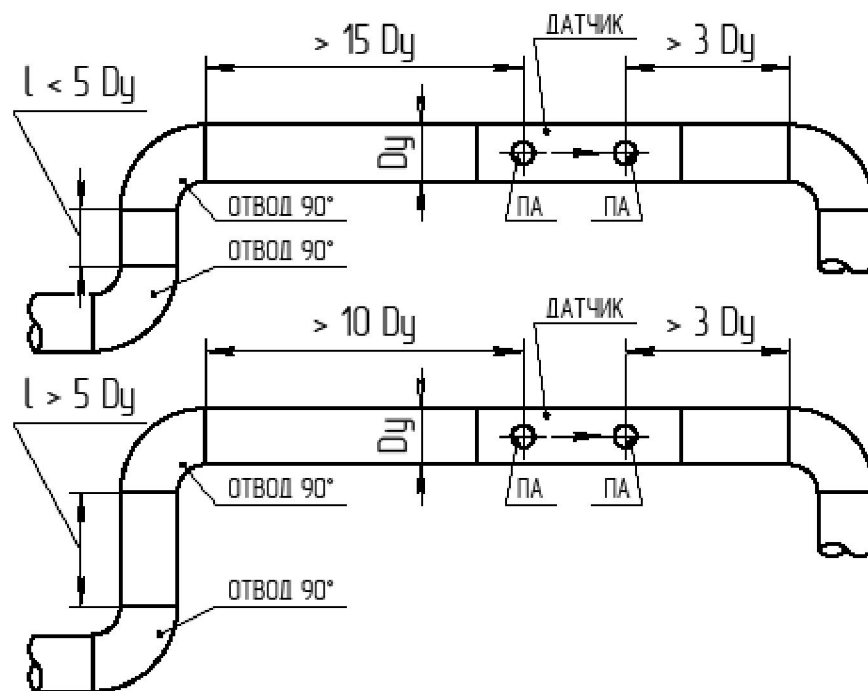 ДАТЧИК
> 15 Dy
> 3 Dy
l < 5 Dy
Dy
ОТВОД 90°
ПА
ПА
ОТВОД 90°
ДАТЧИК
> 10 Dy
> 3 Dy
l > 5 Dy
Dy
ОТВОД 90°
ПА
ПА
ОТВОД 90°